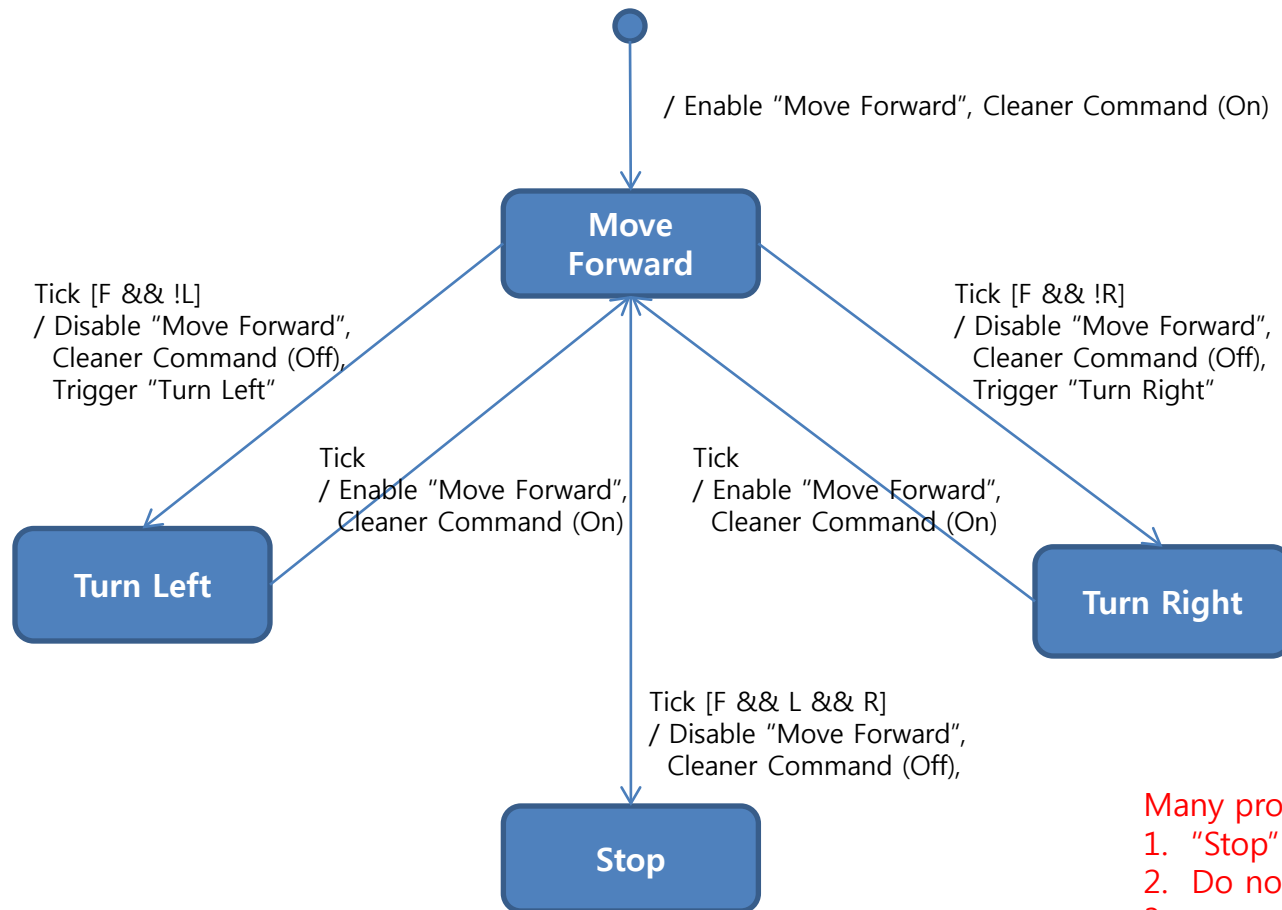 / Enable "Move Forward", Cleaner Command (On)
Move
Forward
Tick [F && !L]
/ Disable "Move Forward",
Cleaner Command (Off),
Trigger "Turn Left"
Tick [F && !R]
/ Disable "Move Forward",
Cleaner Command (Off),
Trigger "Turn Right"
Tick
/ Enable "Move Forward",
Cleaner Command (On)
Tick
/ Enable "Move Forward",
Cleaner Command (On)
Turn Left
Turn Right
Tick [F && L && R]
/ Disable "Move Forward",
Cleaner Command (Off),
Stop
Many
1. "Stop"
2. Do